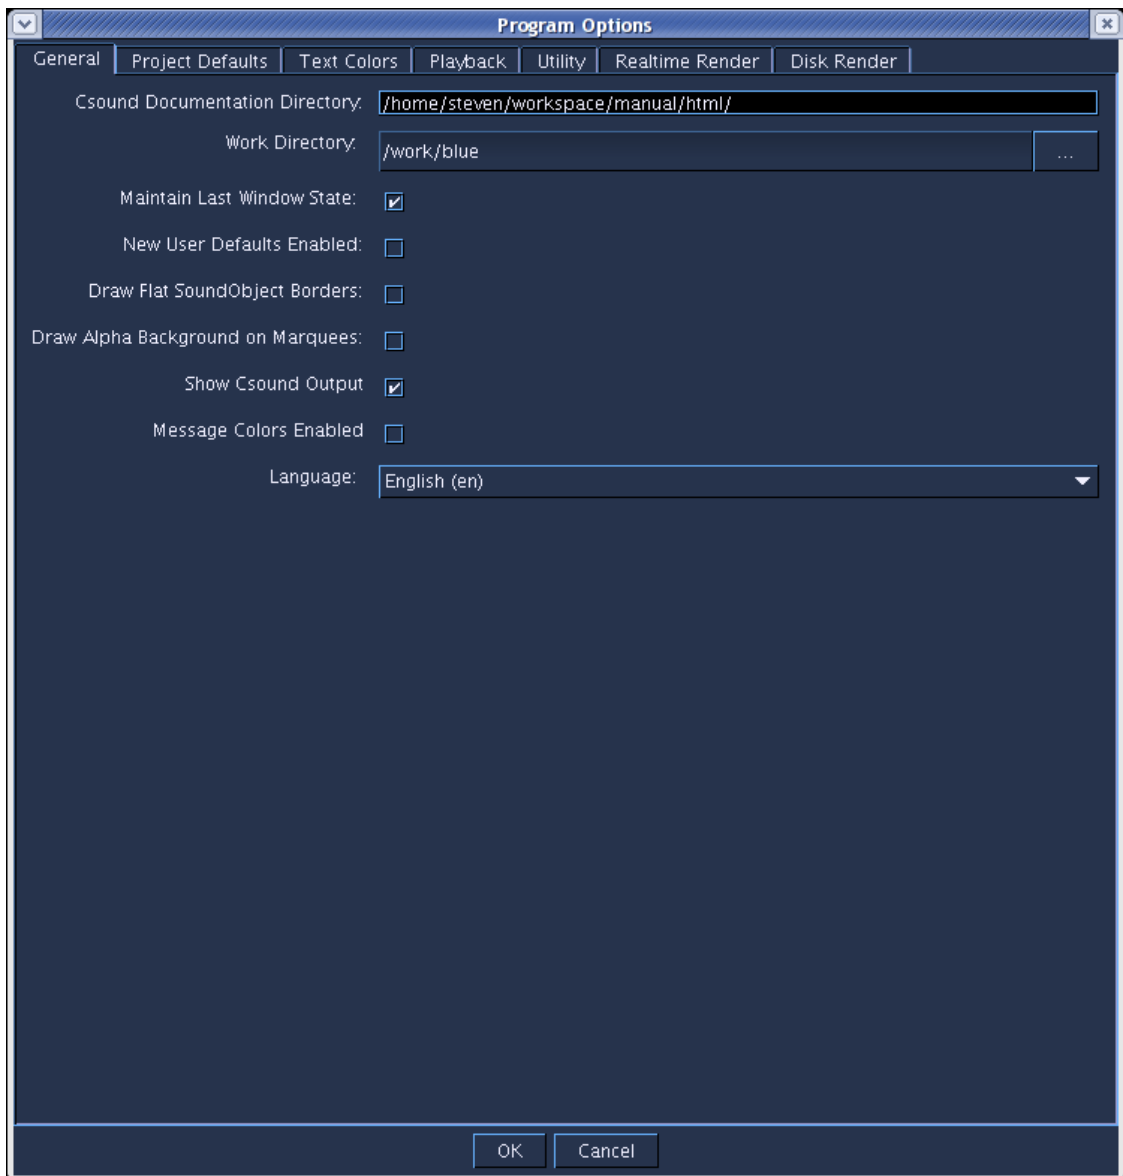 Program Options
General Project Defaults Text Colors Playback Utility Realtime Render Disk Render
Csound Documentation Directory: /home/steven/workspace/manual/html/
Work Directory: /work/blue ...
Maintain Last Window State:
New User Defaults Enabled:
Draw Flat SoundObject Borders:
Draw Alpha Background on Marquees:
Show Csound Output
Message Colors Enabled
Language: English (en)
OK Cancel